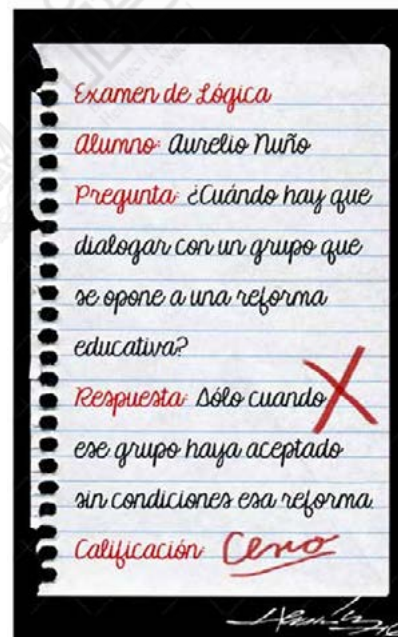 Examen de Lógica
Alumno: Aurelio Nuño
Pregunta: ¿Cuándo hay que
dialogar con un grupo que
se opone a una reforma
educativa?
Respuesta: Sólo cuando
ese grupo haya aceptado
sin condiciones esa reforma.
Calificación: Cero